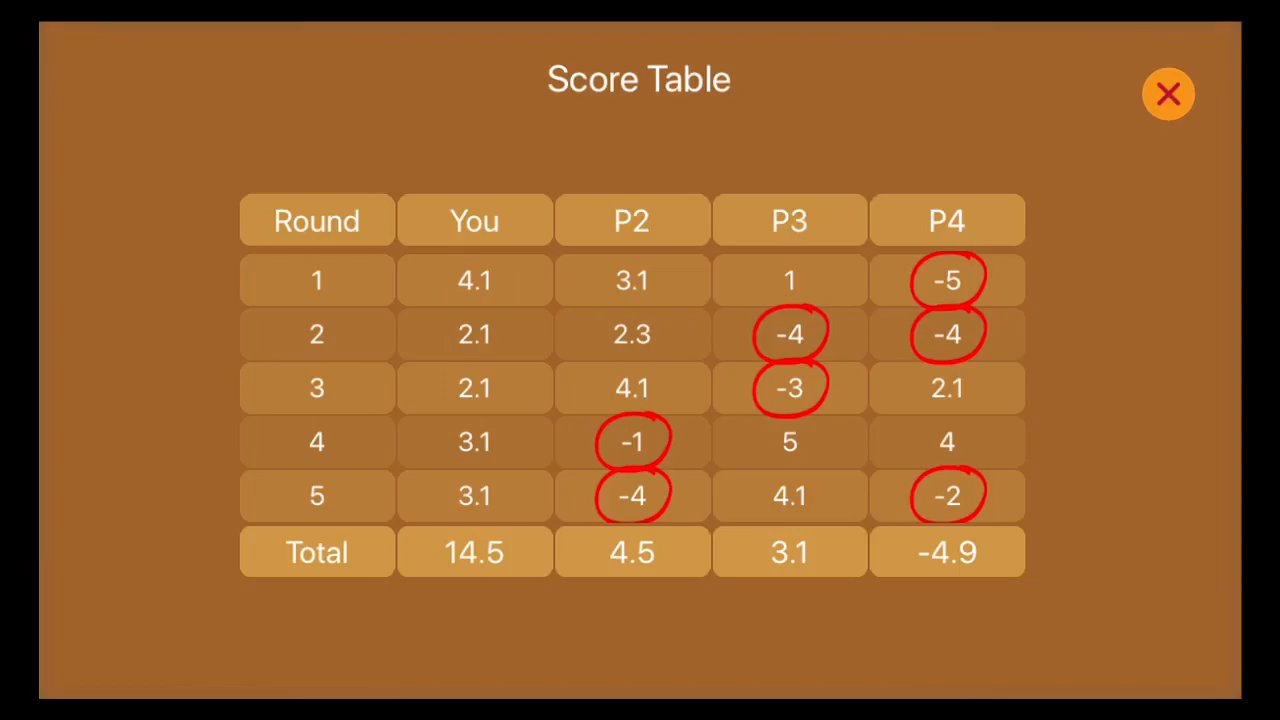 Score Table
Round You P2 P3 P4
1 4.1 3.1 1 -5
2 2.1 2.3 -4 -4
3 2.1 4.1 -3 2.1
4 3.1 -1 5 4
5 3.1 -4 4.1 -2
Total 14.5 4.5 3.1 -4.9